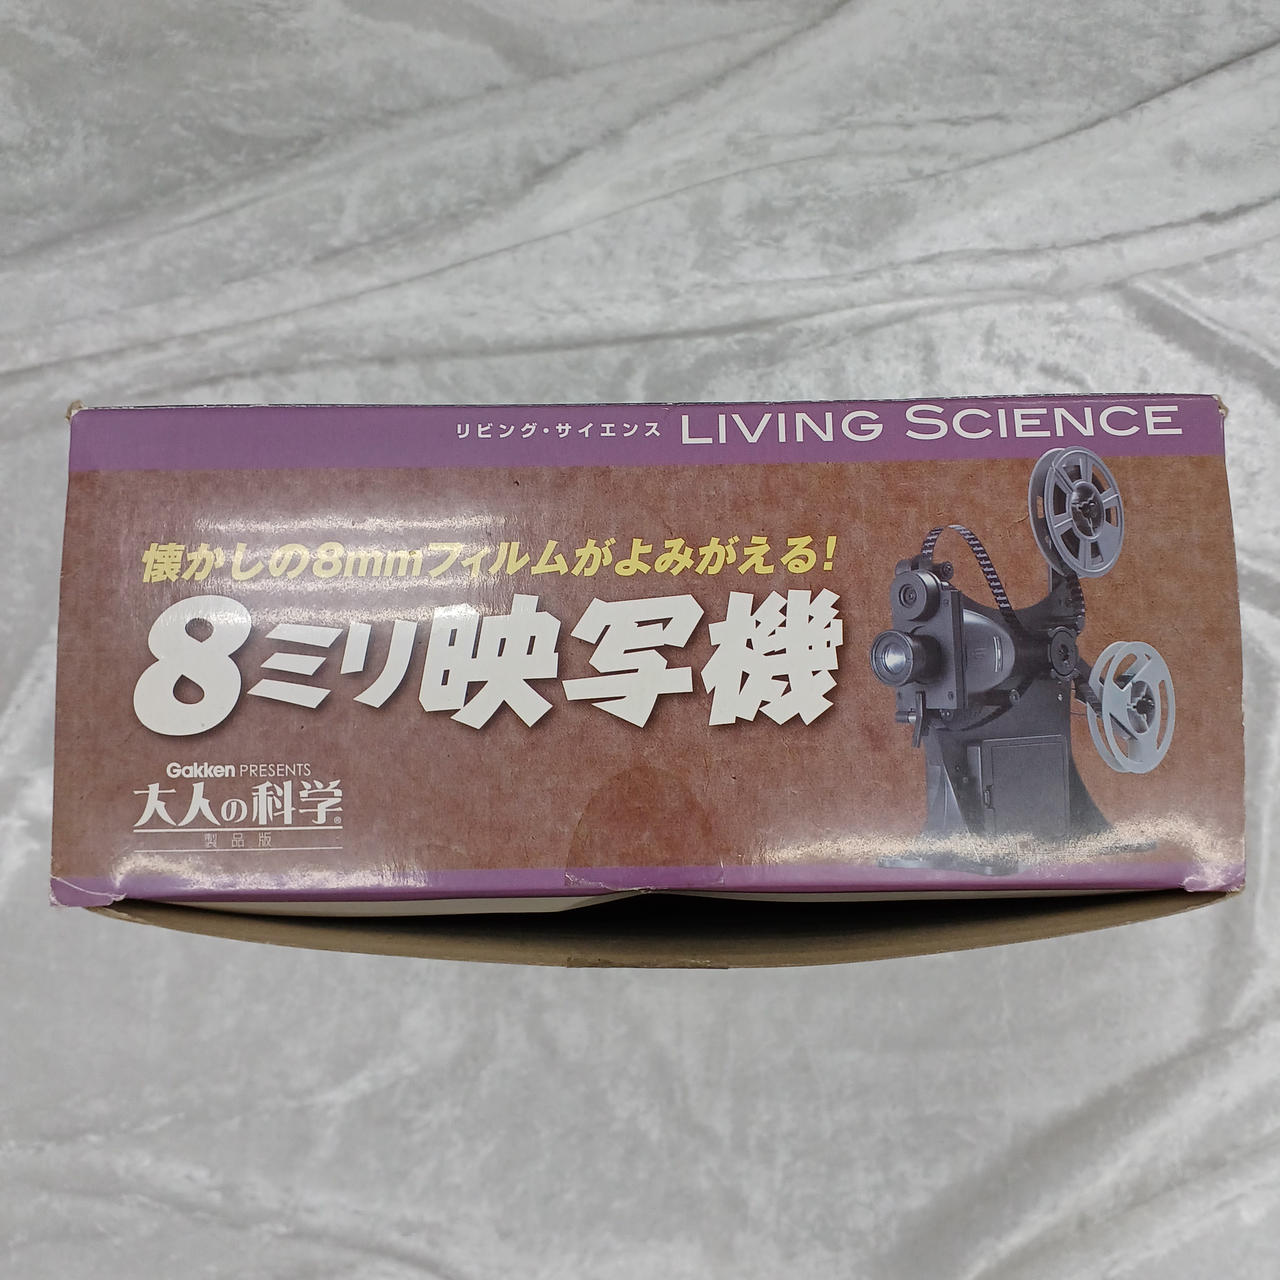 リビング・サイエンス LIVING SCIENCE
懐かしの8mmフィルムがよみがえる!
8ミリ映写機
Gakken PRESENTS
大人の科学®
製品版